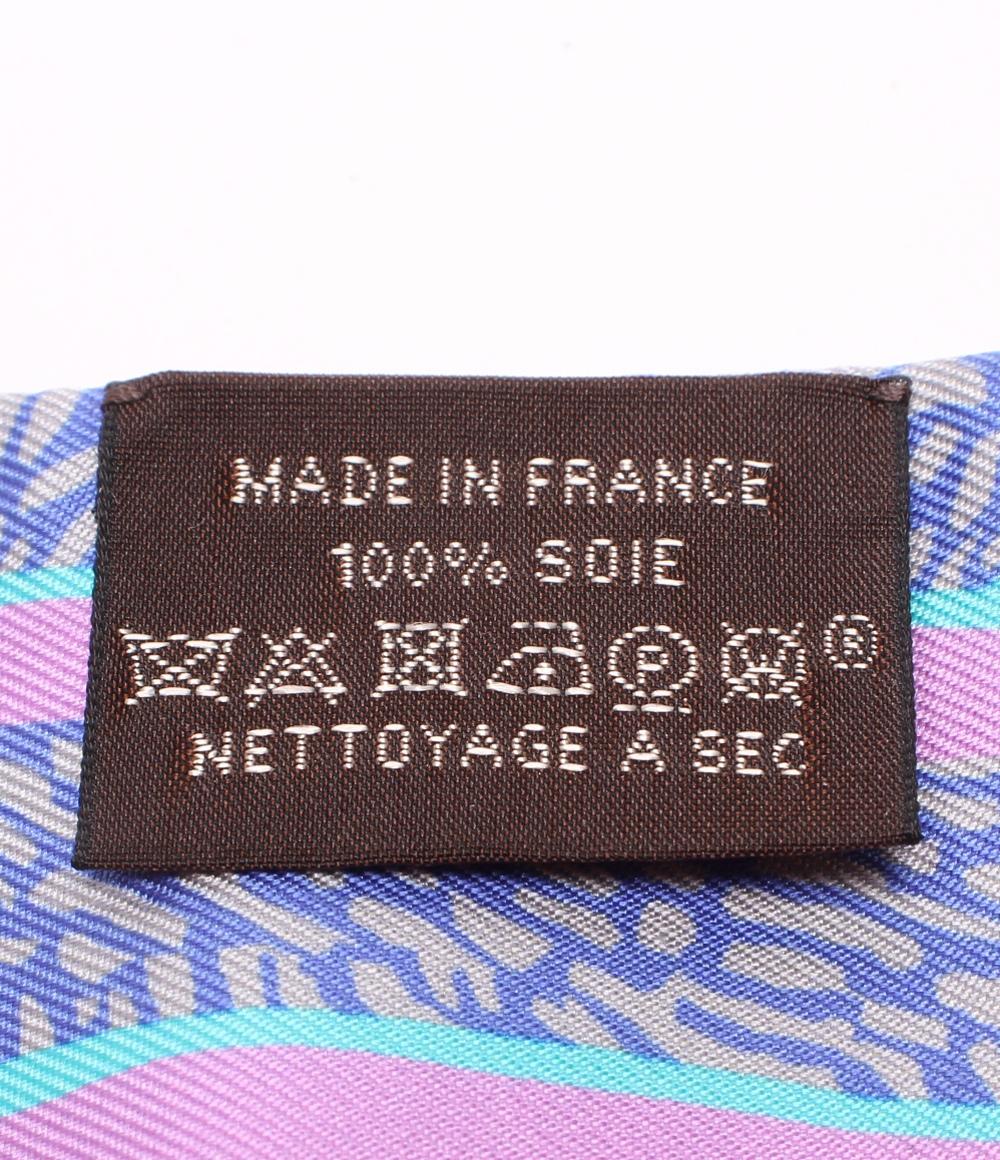 MADE IN FRANCE
100% SOIE
P W ®
NETTOYAGE A SEC